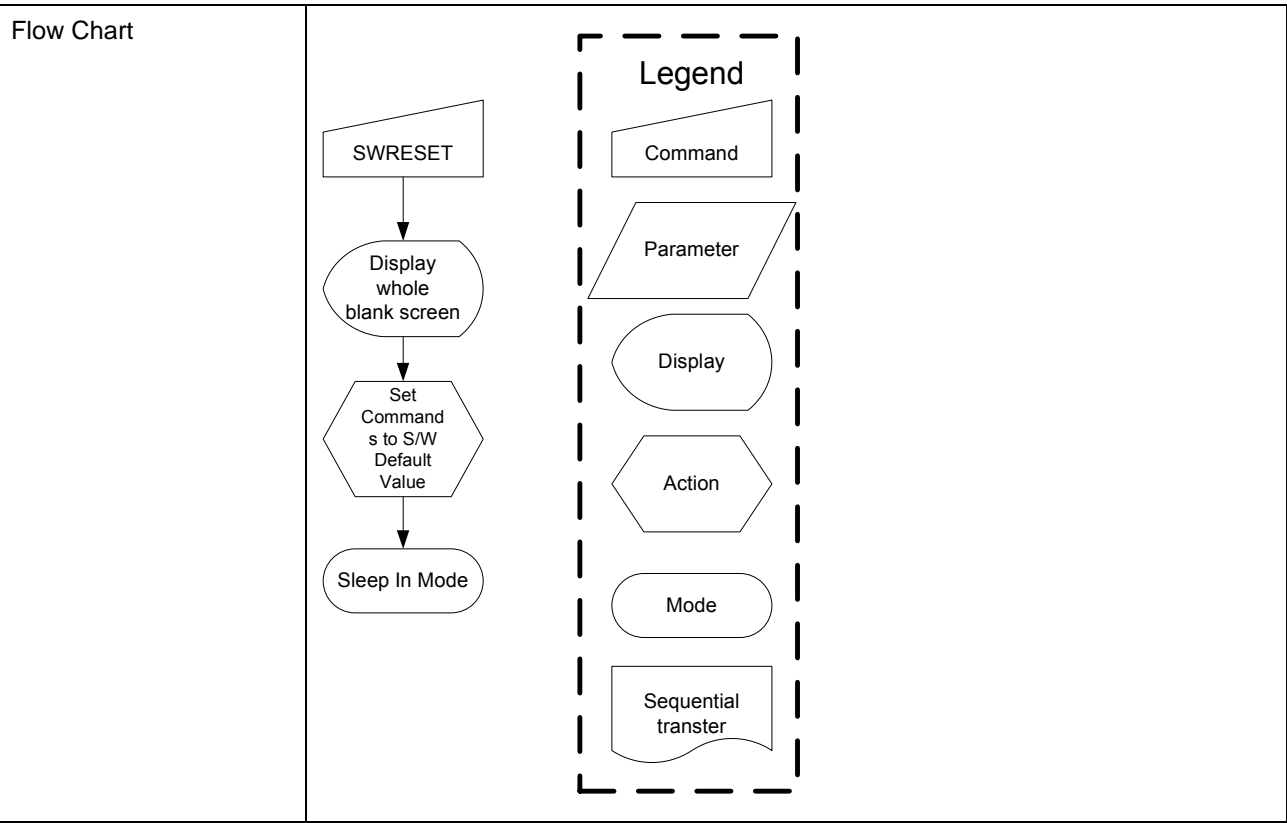 Flow Chart
SWRESET
Display
whole
blank screen
Set
Command
s to S/W
Default
Value
Sleep In Mode
Legend
Command
Parameter
Display
Action
Mode
Sequential
transter